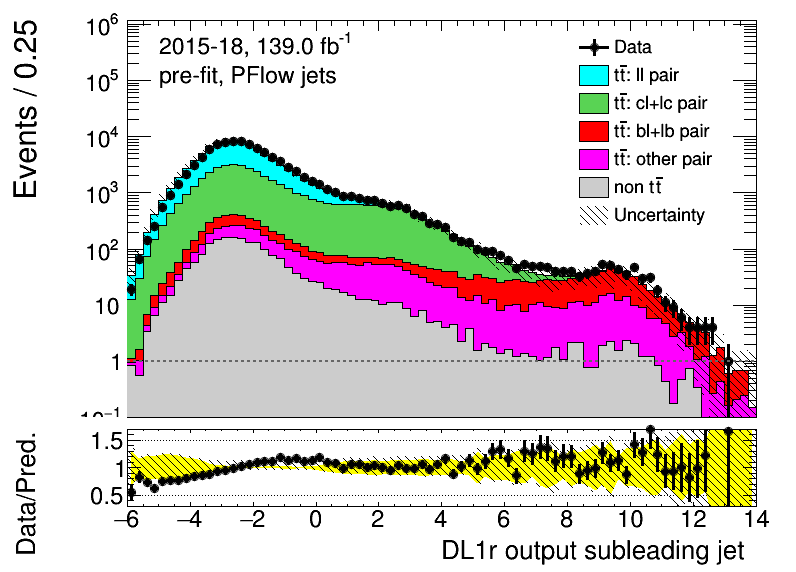 10⁶
10⁵
10⁴
10³
10²
10
1
10⁻¹
Events / 0.25
2015-18, 139.0 fb⁻¹
pre-fit, PFlow jets
Data
tt̄: ll pair
tt̄: cl+lc pair
tt̄: bl+lb pair
tt̄: other pair
non tt̄
Uncertainty
Data/Pred.
1.5
1
0.5
−6 −4 −2 0 2 4 6 8 10 12 14
DL1r output subleading jet